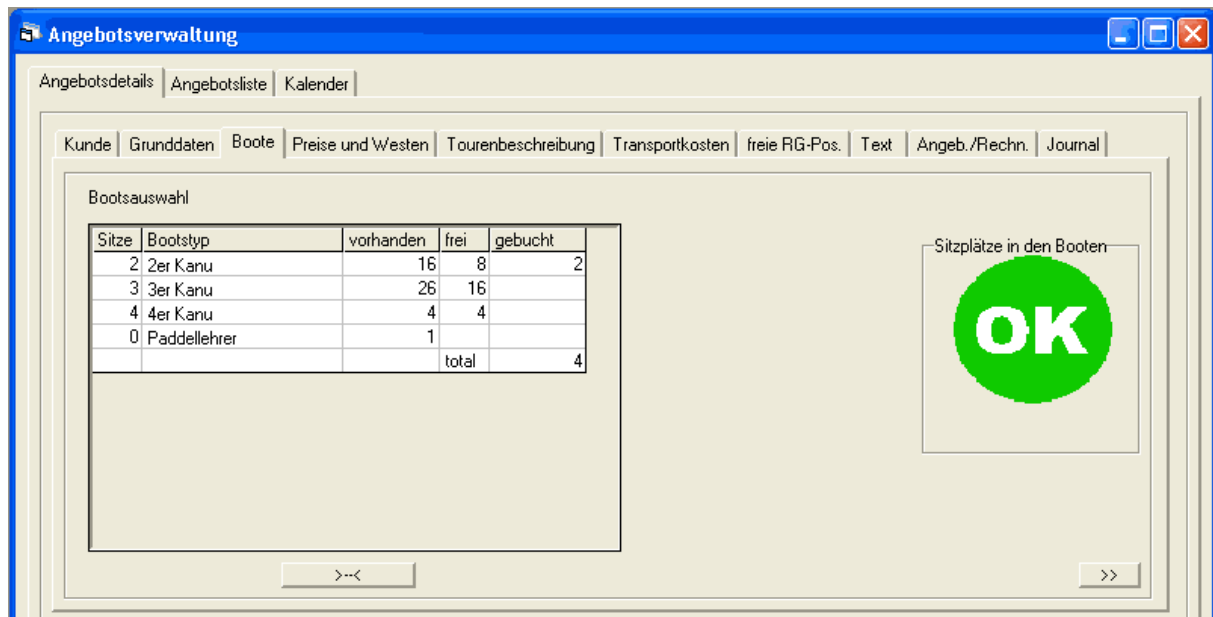 Angebotsverwaltung
Angebotsdetails Angebotsliste Kalender
Kunde Grunddaten Boote Preise und Westen Tourenbeschreibung Transportkosten freie RG-Pos. Text Angeb./Rechn. Journal
Bootsauswahl
Sitze Bootstyp vorhanden frei gebucht
2 2er Kanu 16 8 2
3 3er Kanu 26 16
4 4er Kanu 4 4
0 Paddellehrer 1
total 4
Sitzplätze in den Booten
OK
>--< >>